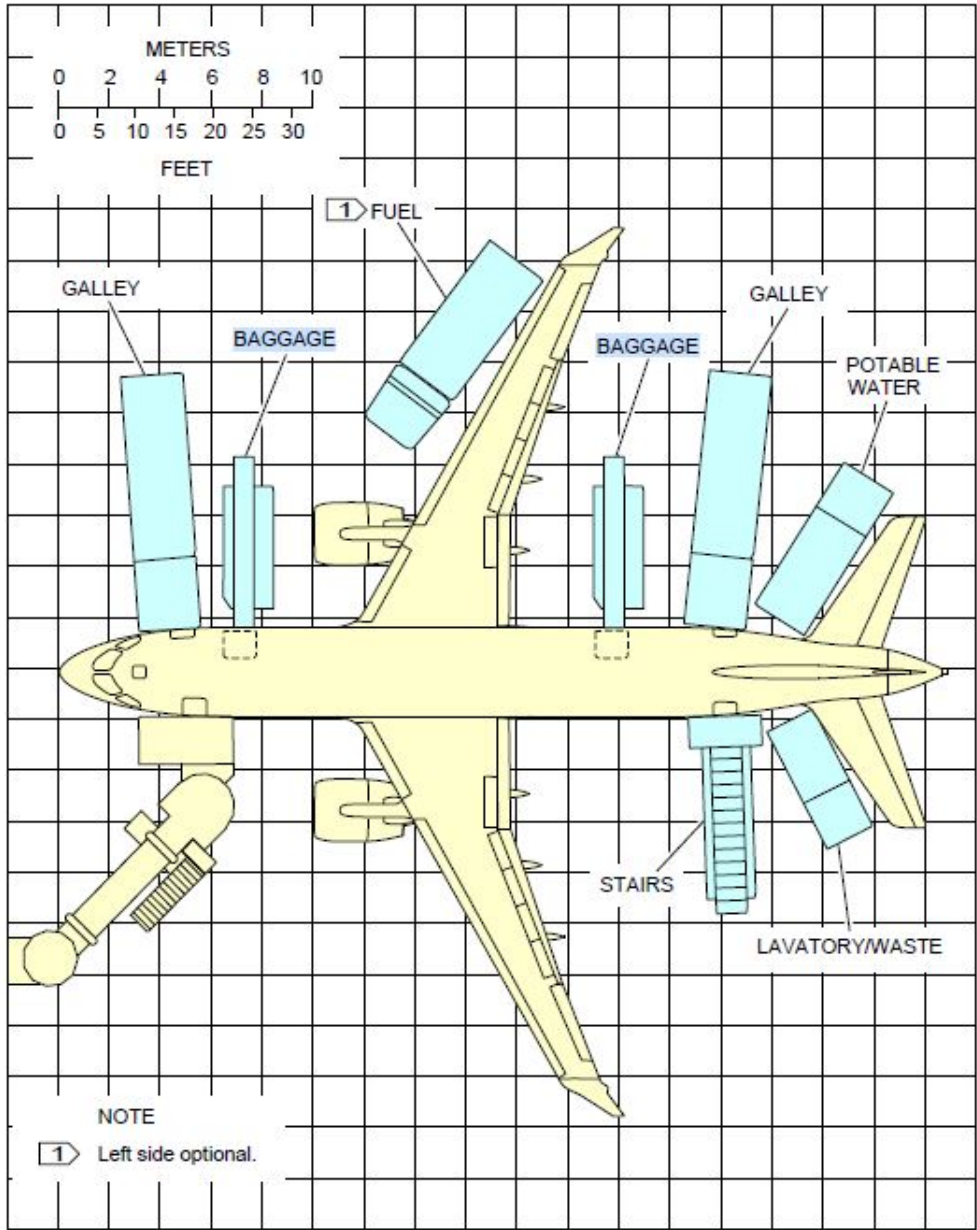 METERS
0 2 4 6 8 10
0 5 10 15 20 25 30
FEET
1 FUEL
GALLEY
BAGGAGE
BAGGAGE
GALLEY
POTABLE
WATER
STAIRS
LAVATORY/WASTE
NOTE
1 Left side optional.